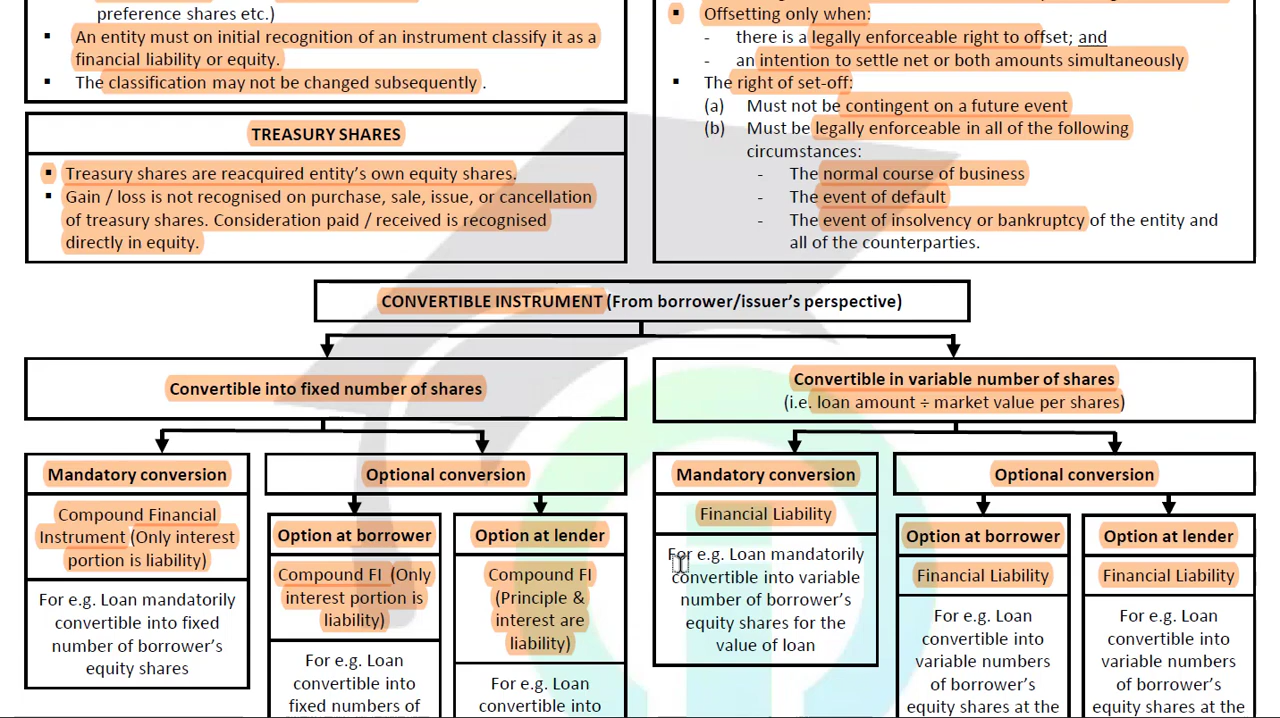 preference shares etc.)
▪ An entity must on initial recognition of an instrument classify it as a
financial liability or equity.
▪ The classification may not be changed subsequently .
TREASURY SHARES
▪ Treasury shares are reacquired entity's own equity shares.
▪ Gain / loss is not recognised on purchase, sale, issue, or cancellation
of treasury shares. Consideration paid / received is recognised
directly in equity.
▪ Offsetting only when:
- there is a legally enforceable right to offset; and
- an intention to settle net or both amounts simultaneously
▪ The right of set-off:
(a) Must not be contingent on a future event
(b) Must be legally enforceable in all of the following
circumstances:
- The normal course of business
- The event of default
- The event of insolvency or bankruptcy of the entity and
all of the counterparties.
CONVERTIBLE INSTRUMENT (From borrower/issuer's perspective)
Convertible into fixed number of shares
Mandatory conversion
Compound Financial
Instrument (Only interest
portion is liability)
For e.g. Loan mandatorily
convertible into fixed
number of borrower's
equity shares
Optional conversion
Option at borrower
Compound FI (Only
interest portion is
liability)
For e.g. Loan
convertible into
fixed numbers of
Option at lender
Compound FI
(Principle &
interest are
liability)
For e.g. Loan
convertible into
Convertible in variable number of shares
(i.e. loan amount ÷ market value per shares)
Mandatory conversion
Financial Liability
For e.g. Loan mandatorily
convertible into variable
number of borrower's
equity shares for the
value of loan
Optional conversion
Option at borrower
Financial Liability
For e.g. Loan
convertible into
variable numbers
of borrower's
equity shares at the
Option at lender
Financial Liability
For e.g. Loan
convertible into
variable numbers
of borrower's
equity shares at the